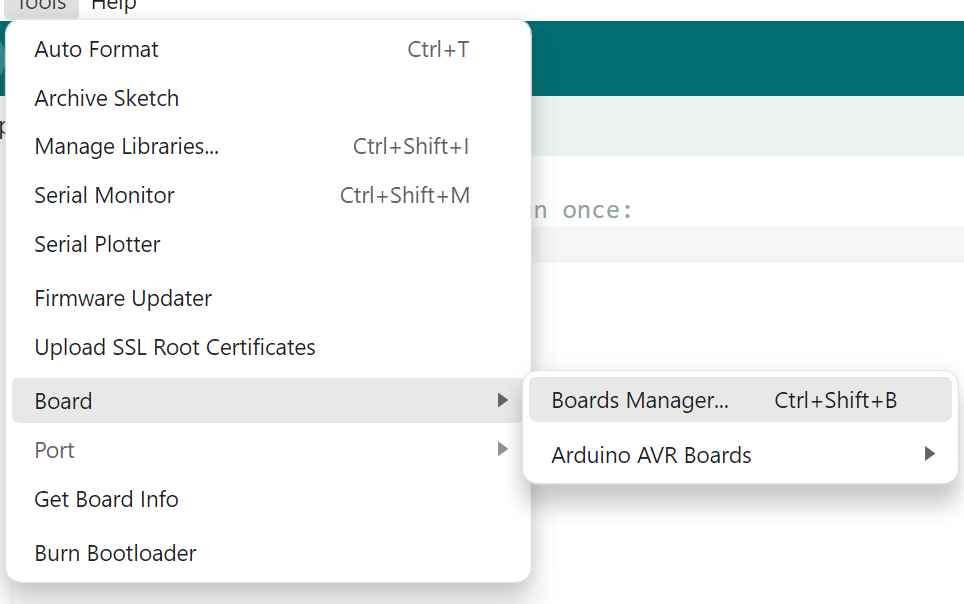 Tools Help
Auto Format Ctrl+T
Archive Sketch
Manage Libraries... Ctrl+Shift+I
Serial Monitor Ctrl+Shift+M
n once:
Serial Plotter
Firmware Updater
Upload SSL Root Certificates
Board
Boards Manager... Ctrl+Shift+B
Port
Arduino AVR Boards
Get Board Info
Burn Bootloader